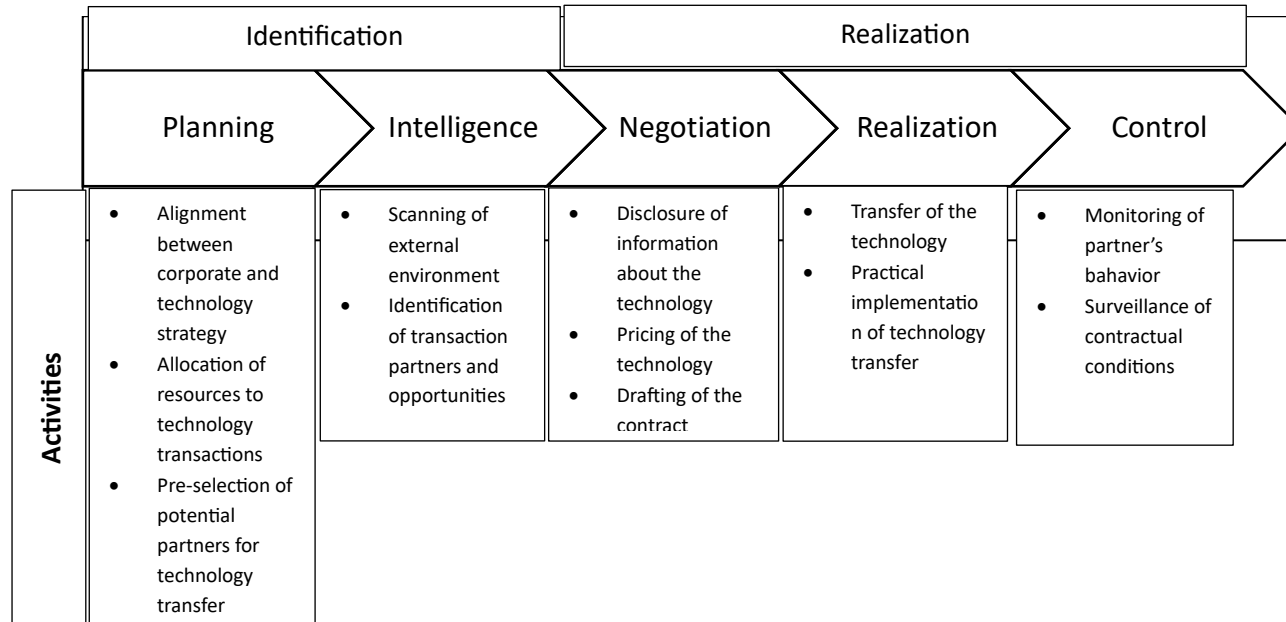 Identification
Realization
Planning
Intelligence
Negotiation
Realization
Control
Activities
• Alignment
between
corporate and
technology
strategy
• Allocation of
resources to
technology
transactions
• Pre-selection of
potential
partners for
technology
transfer
• Scanning of
external
environment
• Identification
of transaction
partners and
opportunities
• Disclosure of
information
about the
technology
• Pricing of the
technology
• Drafting of the
contract
• Transfer of the
technology
• Practical
implementatio
n of technology
transfer
• Monitoring of
partner’s
bahavior
• Surveillance of
contractual
conditions